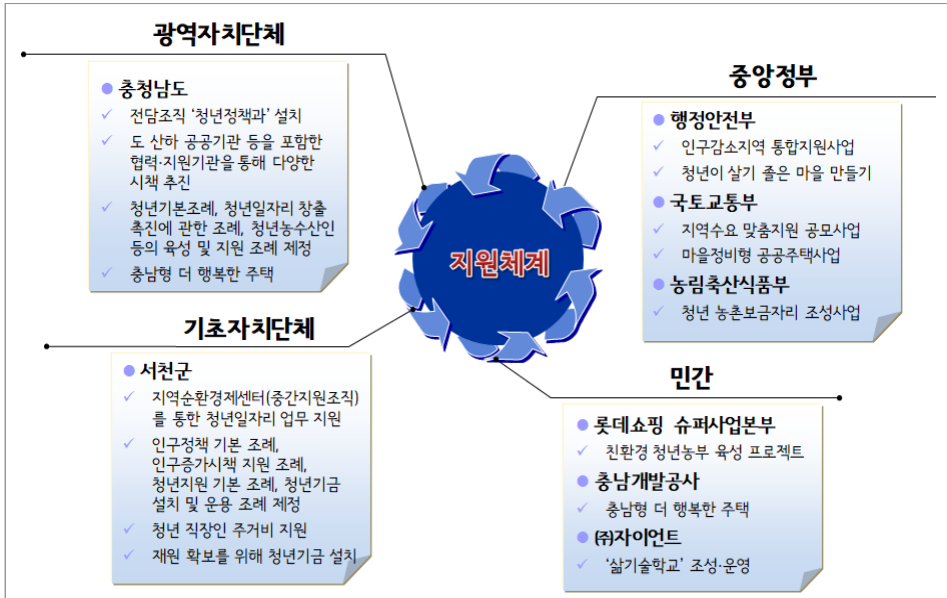 광역자치단체
충청남도
전담조직 ‘청년정책과’ 설치
도 산하 공공기관 등을 포함한
협력·지원기관을 통해 다양한
시책 추진
청년기본조례, 청년일자리 창출
촉진에 관한 조례, 청년농수산인
등의 육성 및 지원 조례 제정
충남형 더 행복한 주택
중앙정부
행정안전부
인구감소지역 통합지원사업
청년이 살기 졸은 마을 만들기
국토교통부
지역수요 맞춤지원 공모사업
마을정비형 공공주택사업
농림축산식품부
청년 농촌보금자리 조성사업
지원체계
기초자치단체
서천군
지역순환경제센터(중간지원조직)
를 통한 청년일자리 업무 지원
인구정책 기본 조례,
인구증가시책 지원 조례,
청년지원 기본 조례, 청년기금
설치 및 운용 조례 제정
청년 직장인 주거비 지원
재원 확보를 위해 청년기금 설치
민간
롯데쇼핑 슈퍼사업본부
친환경 청년농부 육성 프로젝트
충남개발공사
충남형 더 행복한 주택
㈜자이언트
‘삶기술학교’ 조성·운영